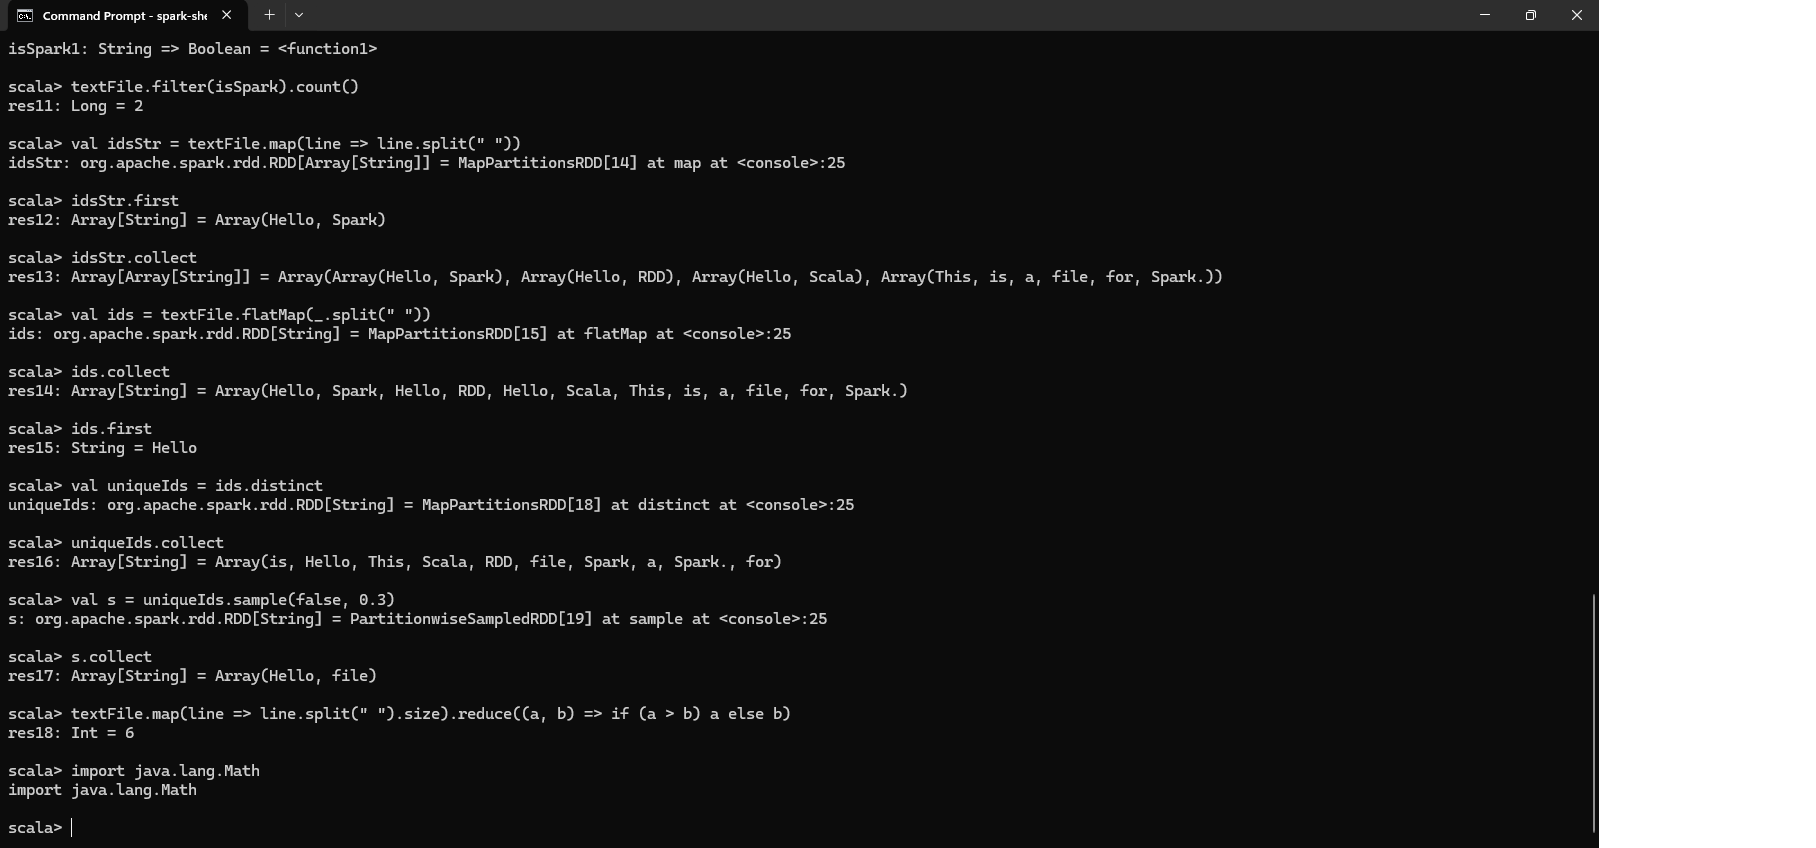 Command Prompt - spark-she
isSpark1: String => Boolean = <function1>
scala> textFile.filter(isSpark).count()
res11: Long = 2
scala> val idsStr = textFile.map(line => line.split(" "))
idsStr: org.apache.spark.rdd.RDD[Array[String]] = MapPartitionsRDD[14] at map at <console>:25
scala> idsStr.first
res12: Array[String] = Array(Hello, Spark)
scala> idsStr.collect
res13: Array[Array[String]] = Array(Array(Hello, Spark), Array(Hello, RDD), Array(Hello, Scala), Array(This, is, a, file, for, Spark.))
scala> val ids = textFile.flatMap(_.split(" "))
ids: org.apache.spark.rdd.RDD[String] = MapPartitionsRDD[15] at flatMap at <console>:25
scala> ids.collect
res14: Array[String] = Array(Hello, Spark, Hello, RDD, Hello, Scala, This, is, a, file, for, Spark.)
scala> ids.first
res15: String = Hello
scala> val uniqueIds = ids.distinct
uniqueIds: org.apache.spark.rdd.RDD[String] = MapPartitionsRDD[18] at distinct at <console>:25
scala> uniqueIds.collect
res16: Array[String] = Array(is, Hello, This, Scala, RDD, file, Spark, a, Spark., for)
scala> val s = uniqueIds.sample(false, 0.3)
s: org.apache.spark.rdd.RDD[String] = PartitionwiseSampledRDD[19] at sample at <console>:25
scala> s.collect
res17: Array[String] = Array(Hello, file)
scala> textFile.map(line => line.split(" ").size).reduce((a, b) => if (a > b) a else b)
res18: Int = 6
scala> import java.lang.Math
import java.lang.Math
scala>